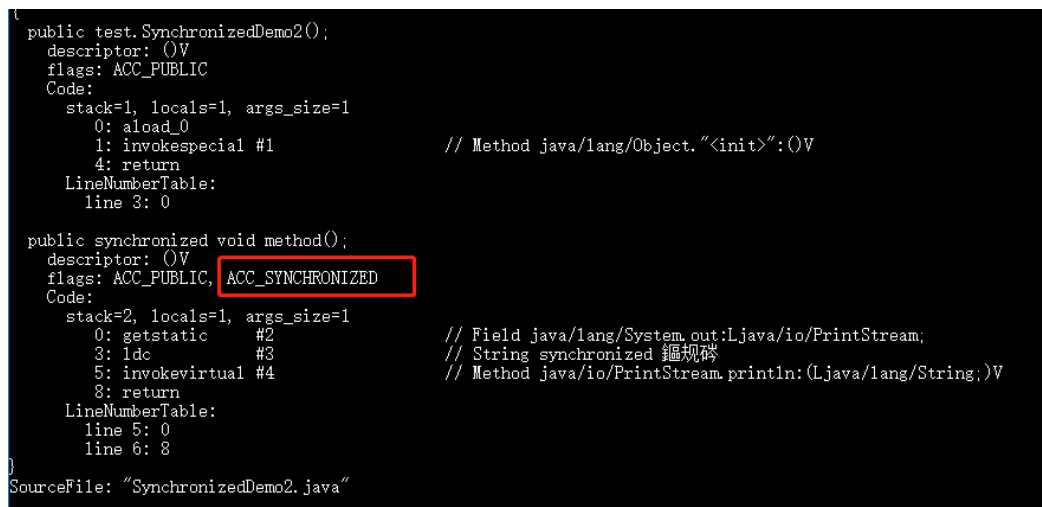 {
public test.SynchronizedDemo2();
descriptor: ()V
flags: ACC_PUBLIC
Code:
stack=1, locals=1, args_size=1
0: aload_0
1: invokespecial #1 // Method java/lang/Object."<init>":()V
4: return
LineNumberTable:
line 3: 0
public synchronized void method();
descriptor: ()V
flags: ACC_PUBLIC, ACC_SYNCHRONIZED
Code:
stack=2, locals=1, args_size=1
0: getstatic #2 // Field java/lang/System.out:Ljava/io/PrintStream;
3: ldc #3 // String synchronized 鏂规硶
5: invokevirtual #4 // Method java/io/PrintStream.println:(Ljava/lang/String;)V
8: return
LineNumberTable:
line 5: 0
line 6: 8
}
SourceFile: "SynchronizedDemo2.java"